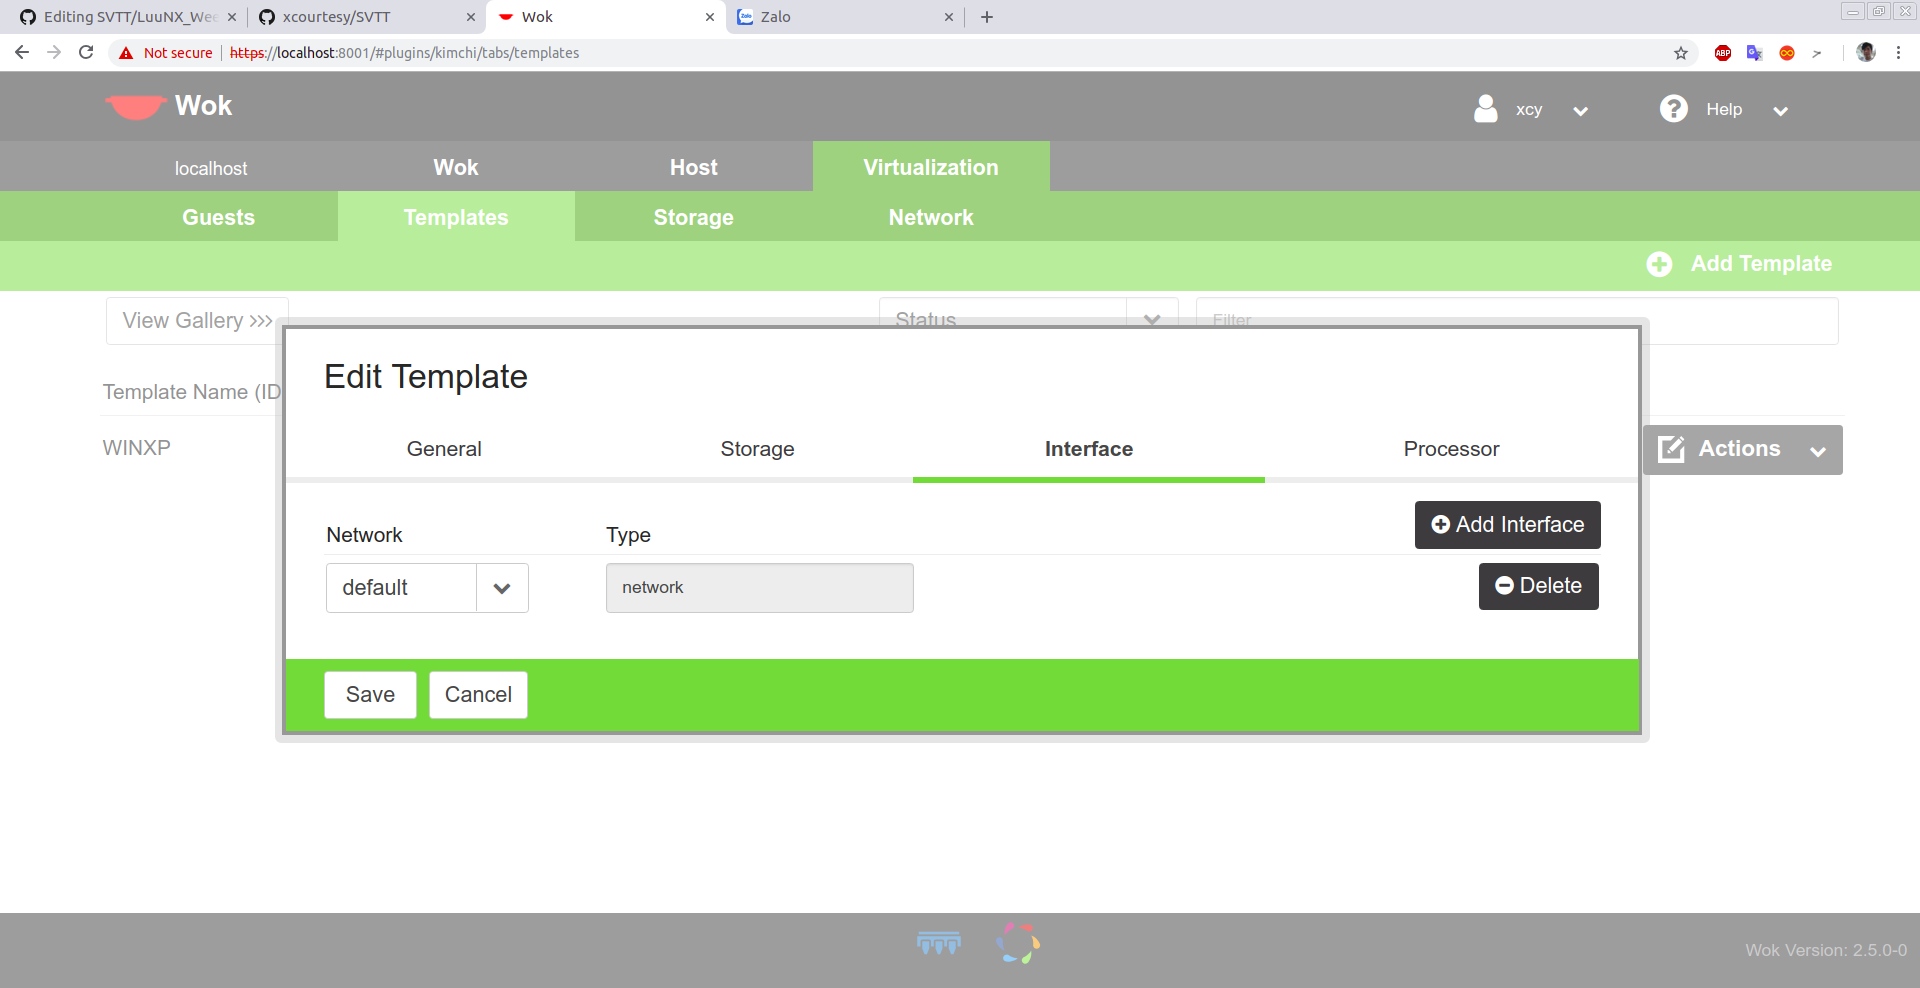 Editing SVTT/LuuNX_Wee
xcourtesy/SVTT
Wok
Zalo
Not secure
https://localhost:8001/#plugins/kimchi/tabs/templates
ABP
Wok
xcy
Help
localhost
Wok
Host
Virtualization
Guests
Templates
Storage
Network
Add Template
View Gallery >>>
Status
Filter
Template Name (ID
WINXP
Actions
Edit Template
General
Storage
Interface
Processor
Network
Type
Add Interface
default
network
Delete
Save
Cancel
Wok Version: 2.5.0-0